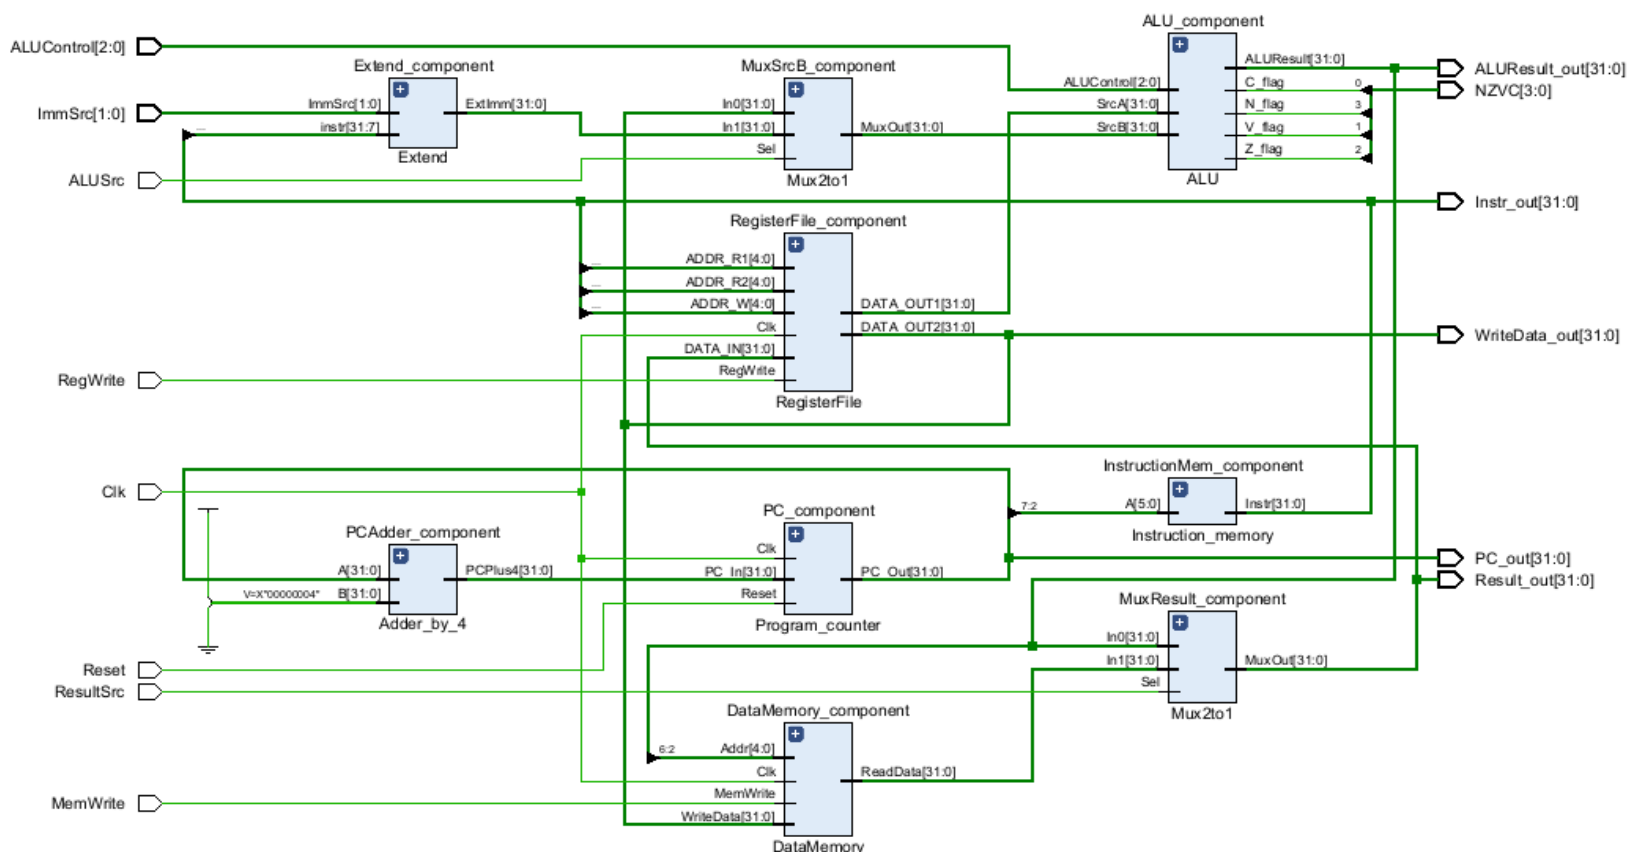 ALU_component
ALUControl[2:0]
Extend_component
MuxSrcB_component
ALUResult[31:0]
ALUResult_out[31:0]
ALUControl[2:0]
C_flag
0
NZVC[3:0]
ImmSrc[1:0]
ImmSrc[1:0]
ExtImm[31:0]
In0[31:0]
SrcA[31:0]
N_flag
3
instr[31:7]
In1[31:0]
MuxOut[31:0]
SrcB[31:0]
V_flag
1
Extend
Sel
Z_flag
2
ALUSrc
Mux2to1
ALU
Instr_out[31:0]
RegisterFile_component
ADDR_R1[4:0]
ADDR_R2[4:0]
ADDR_W[4:0]
DATA_OUT1[31:0]
Clk
DATA_OUT2[31:0]
WriteData_out[31:0]
DATA_IN[31:0]
RegWrite
RegWrite
RegisterFile
InstructionMem_component
Clk
7:2
A[5:0]
Instr[31:0]
PC_component
PCAdder_component
Instruction_memory
Clk
PC_out[31:0]
A[31:0]
PCPlus4[31:0]
PC_In[31:0]
PC_Out[31:0]
Result_out[31:0]
V=X"00000004"
B[31:0]
Reset
MuxResult_component
Adder_by_4
Program_counter
In0[31:0]
Reset
In1[31:0]
MuxOut[31:0]
ResultSrc
Sel
DataMemory_component
Mux2to1
6:2
Addr[4:0]
Clk
ReadData[31:0]
MemWrite
MemWrite
WriteData[31:0]
DataMemory